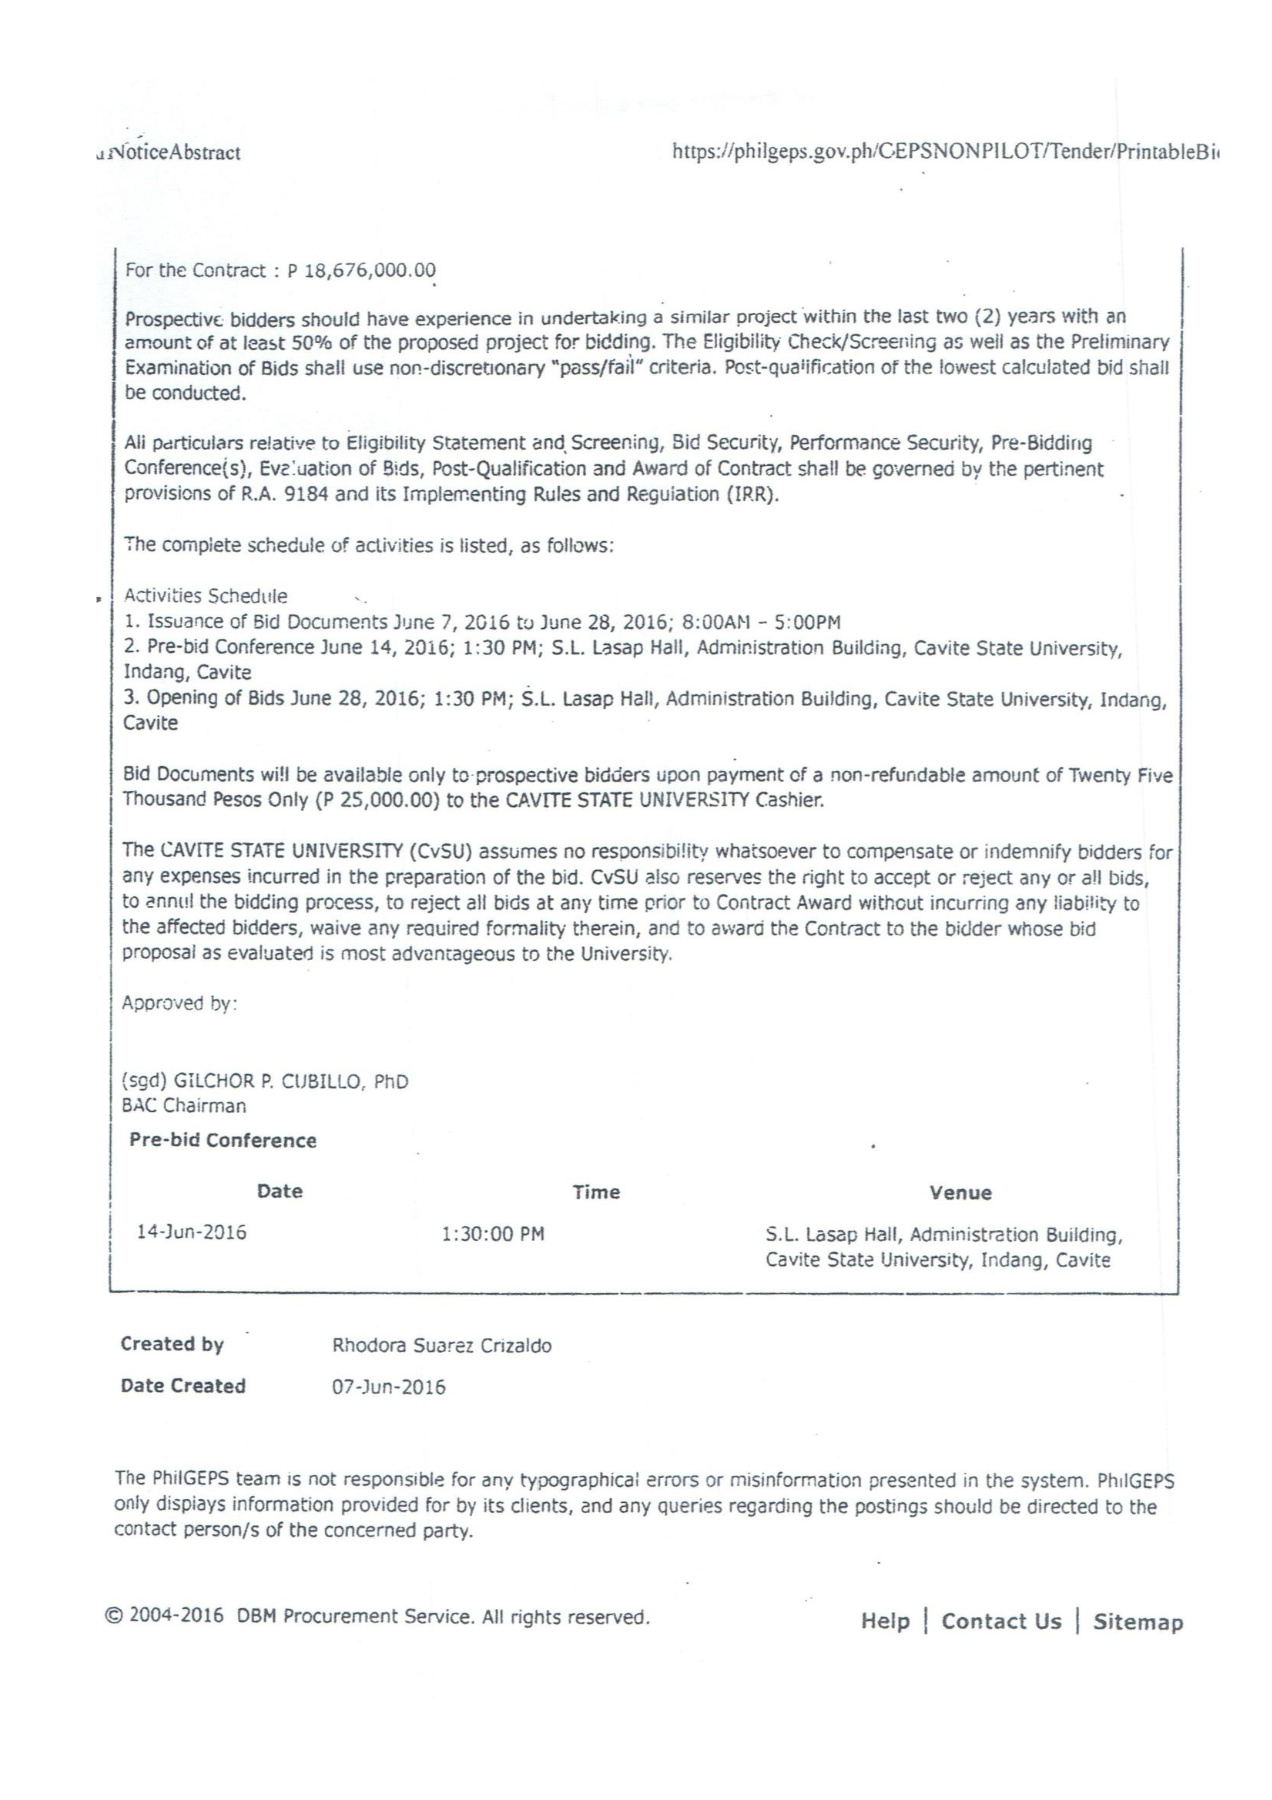 NoticeAbstract https://philgeps.gov.ph/GEPSNONPILOT/Tender/PrintableBi
For the Contract : P 18,676,000.00
Prospective bidders should have experience in undertaking a similar project within the last two (2) years with an
amount of at least 50% of the proposed project for bidding. The Eligibility Check/Screening as well as the Preliminary
Examination of Bids shall use non-discretionary "pass/fail" criteria. Post-qualification of the lowest calculated bid shall
be conducted.
All particulars relative to Eligibility Statement and Screening, Bid Security, Performance Security, Pre-Bidding
Conference(s), Evaluation of Bids, Post-Qualification and Award of Contract shall be governed by the pertinent
provisions of R.A. 9184 and its Implementing Rules and Regulation (IRR).
The complete schedule of activities is listed, as follows:
Activities Schedule
1. Issuance of Bid Documents June 7, 2016 to June 28, 2016; 8:00AM - 5:00PM
2. Pre-bid Conference June 14, 2016; 1:30 PM; S.L. Lasap Hall, Administration Building, Cavite State University,
Indang, Cavite
3. Opening of Bids June 28, 2016; 1:30 PM; S.L. Lasap Hall, Administration Building, Cavite State University, Indang,
Cavite
Bid Documents will be available only to prospective bidders upon payment of a non-refundable amount of Twenty Five
Thousand Pesos Only (P 25,000.00) to the CAVITE STATE UNIVERSITY Cashier.
The CAVITE STATE UNIVERSITY (CvSU) assumes no responsibility whatsoever to compensate or indemnify bidders for
any expenses incurred in the preparation of the bid. CvSU also reserves the right to accept or reject any or all bids,
to annul the bidding process, to reject all bids at any time prior to Contract Award without incurring any liability to
the affected bidders, waive any required formality therein, and to award the Contract to the bidder whose bid
proposal as evaluated is most advantageous to the University.
Approved by:
(sgd) GILCHOR P. CUBILLO, PhD
BAC Chairman
Pre-bid Conference
Date Time Venue
14-Jun-2016 1:30:00 PM S.L. Lasap Hall, Administration Building,
Cavite State University, Indang, Cavite
Created by Rhodora Suarez Crizaldo
Date Created 07-Jun-2016
The PhilGEPS team is not responsible for any typographical errors or misinformation presented in the system. PhilGEPS
only displays information provided for by its clients, and any queries regarding the postings should be directed to the
contact person/s of the concerned party.
© 2004-2016 DBM Procurement Service. All rights reserved. Help | Contact Us | Sitemap